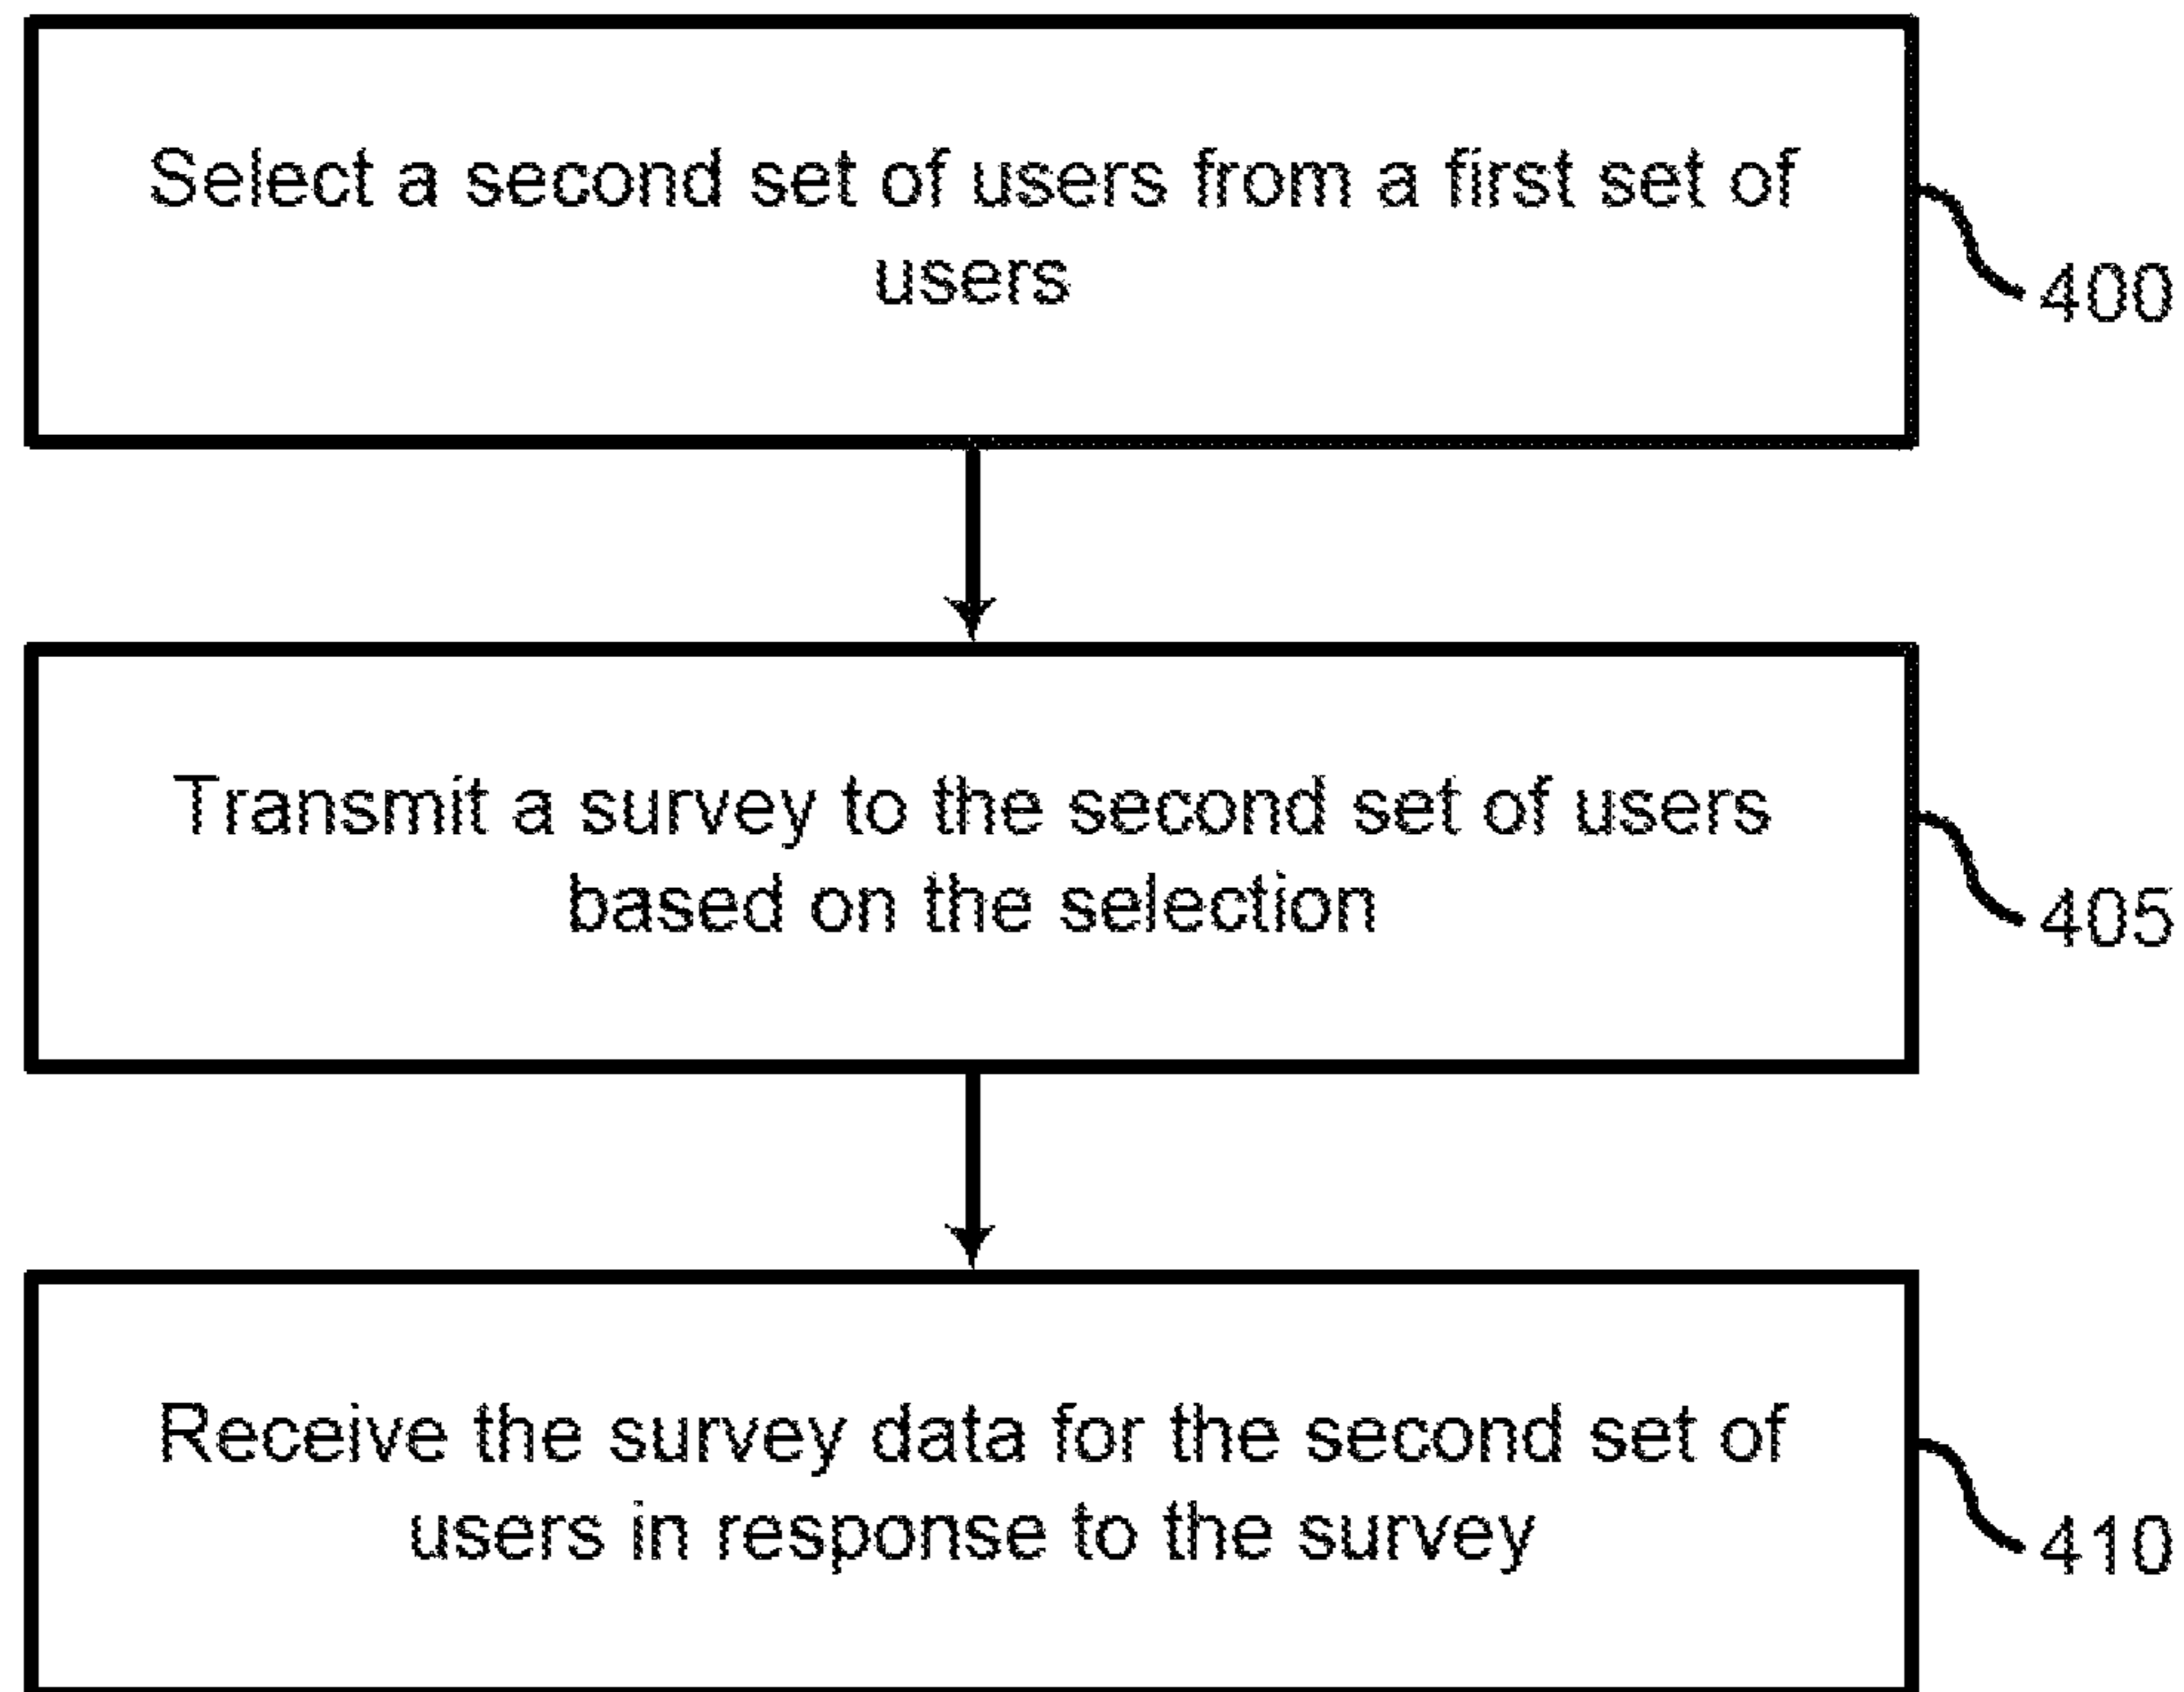 Select a second set of users from a first set of
users
400
Transmit a survey to the second set of users
based on the selection
405
Receive the survey data for the second set of
users in response to the survey
410